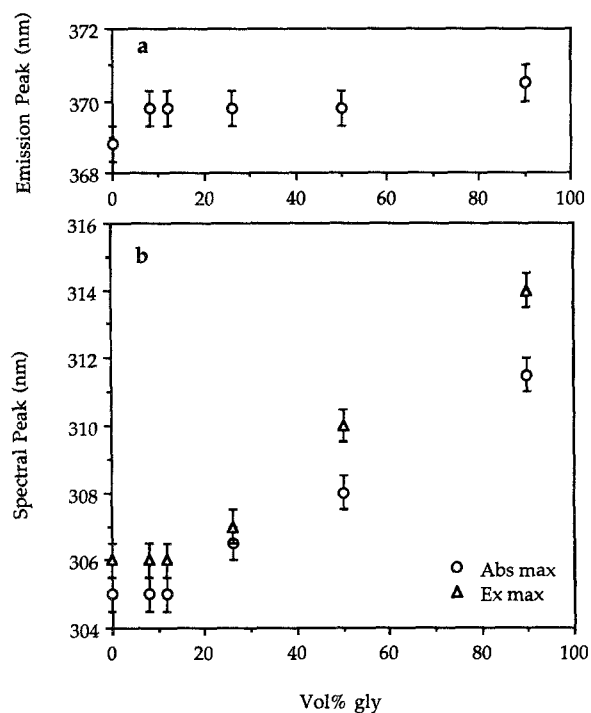 372
a
370
368
Emission Peak (nm)
0 20 40 60 80 100
316
b
314
312
310
308
306
304
Spectral Peak (nm)
Abs max
Ex max
0 20 40 60 80 100
Vol% gly